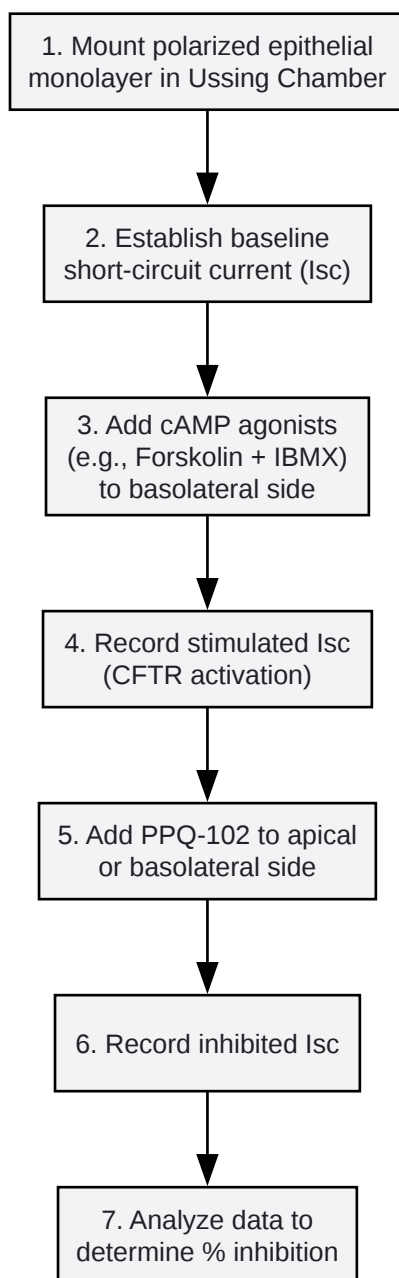 1. Mount polarized epithelial
monolayer in Ussing Chamber
2. Establish baseline
short-circuit current (Isc)
3. Add cAMP agonists
(e.g., Forskolin + IBMX)
to basolateral side
4. Record stimulated Isc
(CFTR activation)
5. Add PPQ-102 to apical
or basolateral side
6. Record inhibited Isc
7. Analyze data to
determine % inhibition